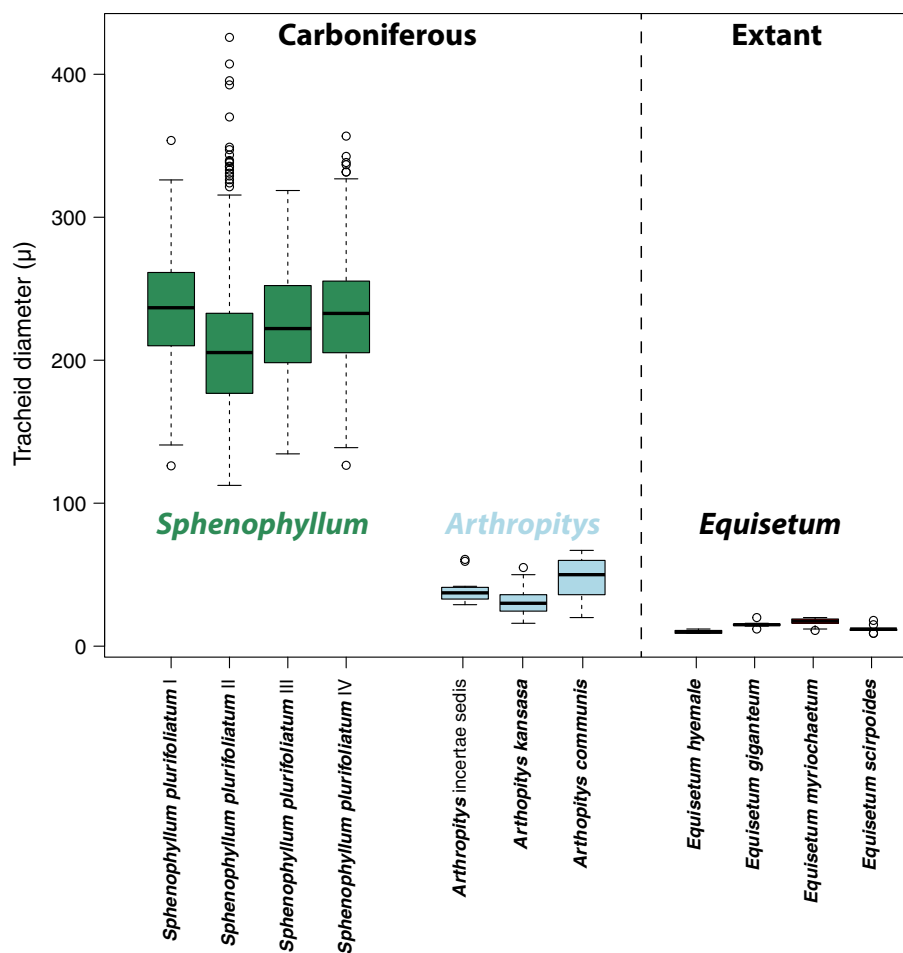 Carboniferous
Extant
Tracheid diameter (μ)
400
300
200
100
0
Sphenophyllum
Arthropitys
Equisetum
Sphenophyllum plurifoliatum I
Sphenophyllum plurifoliatum II
Sphenophyllum plurifoliatum III
Sphenophyllum plurifoliatum IV
Arthropitys incertae sedis
Arthopitys kansasa
Arthopitys communis
Equisetum hyemale
Equisetum giganteum
Equisetum myriochaetum
Equisetum scirpoides